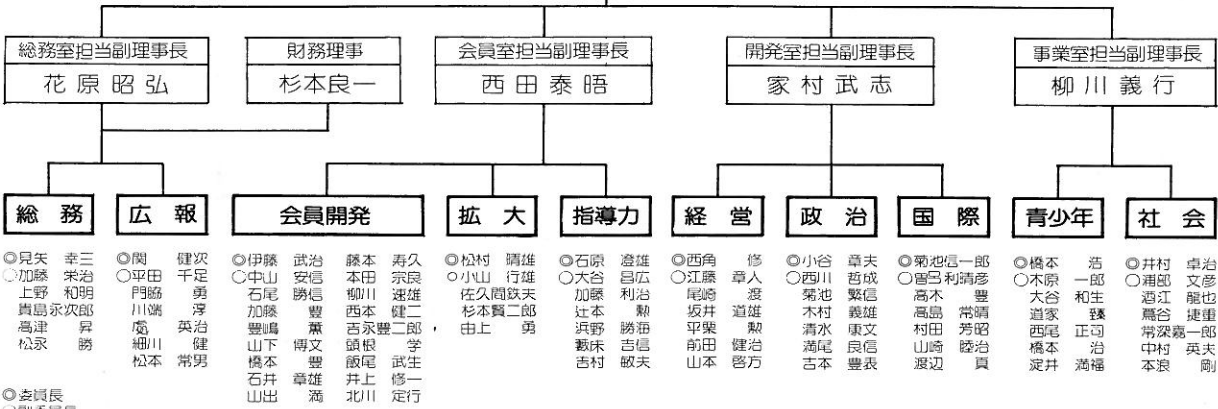 総務室担当副理事長
花原昭弘
財務理事
杉本良一
会員室担当副理事長
西田泰晤
開発室担当副理事長
家村武志
事業室担当副理事長
柳川義行
総務
◎見矢 幸三
○加藤 栄治
上野 和明
貴島永次郎
高津 昇
松永 勝
広報
◎関 健次
○平田 千足
門脇 勇
川端 淳
英治
細川 健
松本 常男
会員開発
◎伊藤 武治 藤本 寿久
○中山 安信 本田 宗良
石尾 勝信 柳川 速雄
加藤 豊 西本 健二
豊嶋 薫 吉永豊二郎
山下 博文 頭根 学
橋本 豊 飯尾 武生
石井 章雄 井上 修一
山出 満 北川 定行
拡大
◎松村 晴雄
○小山 行雄
佐久間鉄夫
杉本賢二郎
由上 勇
指導力
◎石原 澄雄
○大谷 昌広
加藤 利治
辻本 勲
浜野 勝海
藪床 吉信
吉村 敏夫
経営
◎西角 修
○江藤 章人
尾崎 渡
坂井 道雄
平栗 勲
前田 健治
山本 啓方
政治
◎小谷 章夫
○西川 哲成
菊池 繁信
木村 義雄
清水 東文
満尾 良信
吉本 豊表
国際
◎菊池信一郎
○曽呂利清彦
高木 豊
高島 常晴
村田 芳昭
山崎 睦治
渡辺 真
青少年
◎橋本 浩
○木原 一郎
大谷 和生
道家 臻
西尾 正司
橋本 治
淀井 満福
社会
◎井村 卓治
○浦部 文彦
酒江 龍也
蔦谷 捷重
常深嘉一郎
中村 英夫
本浪 剛
◎委員長